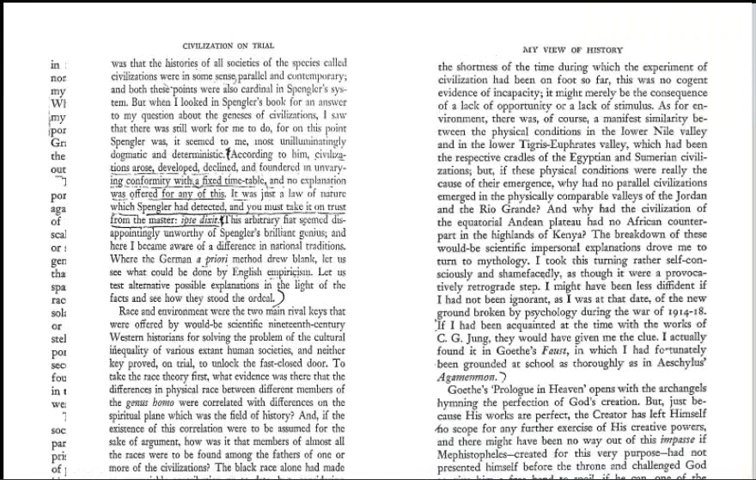 in
nor
my
WI
my
por
Gr
the
out
por
aga
of
scal
or
gen
tha
spa
rac
sol
or
stel
por
sec
fou
in t
we
soc
par
pri
of
CIVILIZATION ON TRIAL
was that the histories of all societies of the species called
civilizations were in some sense parallel and contemporary;
and both these points were also cardinal in Spengler's sys-
tem. But when I looked in Spengler's book for an answer
to my question about the geneses of civilizations, I saw
that there was still work for me to do, for on this point
Spengler was, it seemed to me, most unilluminatingly
dogmatic and deterministic. According to him, civiliza-
tions arose, developed, declined, and foundered in unvary-
ing conformity with a fixed time-table, and no explanation
was offered for any of this. It was just a law of nature
which Spengler had detected, and you must take it on trust
from the master: ipse dixit. This arbitrary fiat seemed dis-
appointingly unworthy of Spengler's brilliant genius; and
here I became aware of a difference in national traditions.
Where the German a priori method drew blank, let us
see what could be done by English empiricism. Let us
test alternative possible explanations in the light of the
facts and see how they stood the ordeal.
Race and environment were the two main rival keys that
were offered by would-be scientific nineteenth-century
Western historians for solving the problem of the cultural
inequality of various extant human societies, and neither
key proved, on trial, to unlock the fast-closed door. To
take the race theory first, what evidence was there that the
differences in physical race between different members of
the genus homo were correlated with differences on the
spiritual plane which was the field of history? And, if the
existence of this correlation were to be assumed for the
sake of argument, how was it that members of almost all
the races were to be found among the fathers of one or
more of the civilizations? The black race alone had made
MY VIEW OF HISTORY
the shortness of the time during which the experiment of
civilization had been on foot so far, this was no cogent
evidence of incapacity; it might merely be the consequence
of a lack of opportunity or a lack of stimulus. As for en-
vironment, there was, of course, a manifest similarity be-
tween the physical conditions in the lower Nile valley
and in the lower Tigris-Euphrates valley, which had been
the respective cradles of the Egyptian and Sumerian civili-
zations; but, if these physical conditions were really the
cause of their emergence, why had no parallel civilizations
emerged in the physically comparable valleys of the Jordan
and the Rio Grande? And why had the civilization of
the equatorial Andean plateau had no African counter-
part in the highlands of Kenya? The breakdown of these
would-be scientific impersonal explanations drove me to
turn to mythology. I took this turning rather self-con-
sciously and shamefacedly, as though it were a provoca-
tively retrograde step. I might have been less diffident if
I had not been ignorant, as I was at that date, of the new
ground broken by psychology during the war of 1914-18.
If I had been acquainted at the time with the works of
C. G. Jung, they would have given me the clue. I actually
found it in Goethe's Faust, in which I had fortunately
been grounded at school as thoroughly as in Aeschylus'
Agamemnon.
Goethe's 'Prologue in Heaven' opens with the archangels
hymning the perfection of God's creation. But, just be-
cause His works are perfect, the Creator has left Himself
no scope for any further exercise of His creative powers,
and there might have been no way out of this impasse if
Mephistopheles—created for this very purpose—had not
presented himself before the throne and challenged God